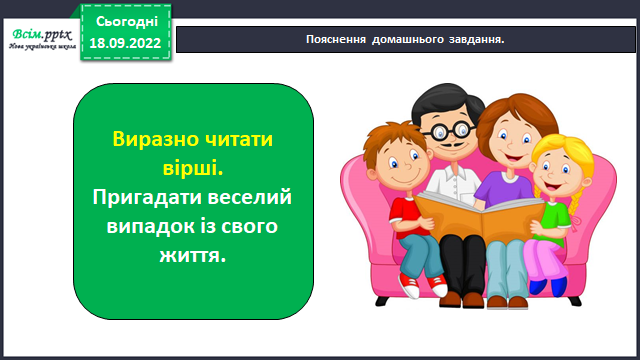 Всім.pptx
Нова українська школа
Сьогодні
18.09.2022
Пояснення домашнього завдання.
Виразно читати
вірші.
Пригадати веселий
випадок із свого
життя.